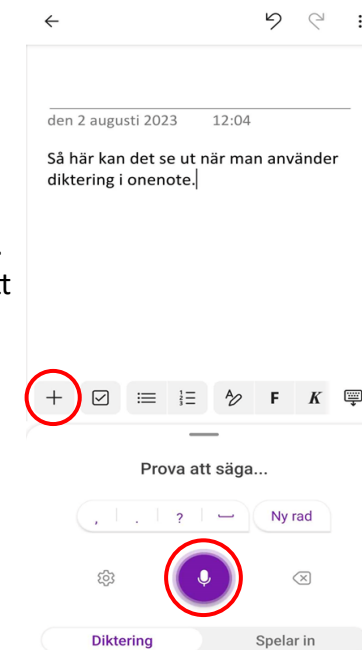 den 2 augusti 2023 12:04
Så här kan det se ut när man använder
diktering i onenote.
F K
Prova att säga...
, . ? Ny rad
Diktering Spelar in